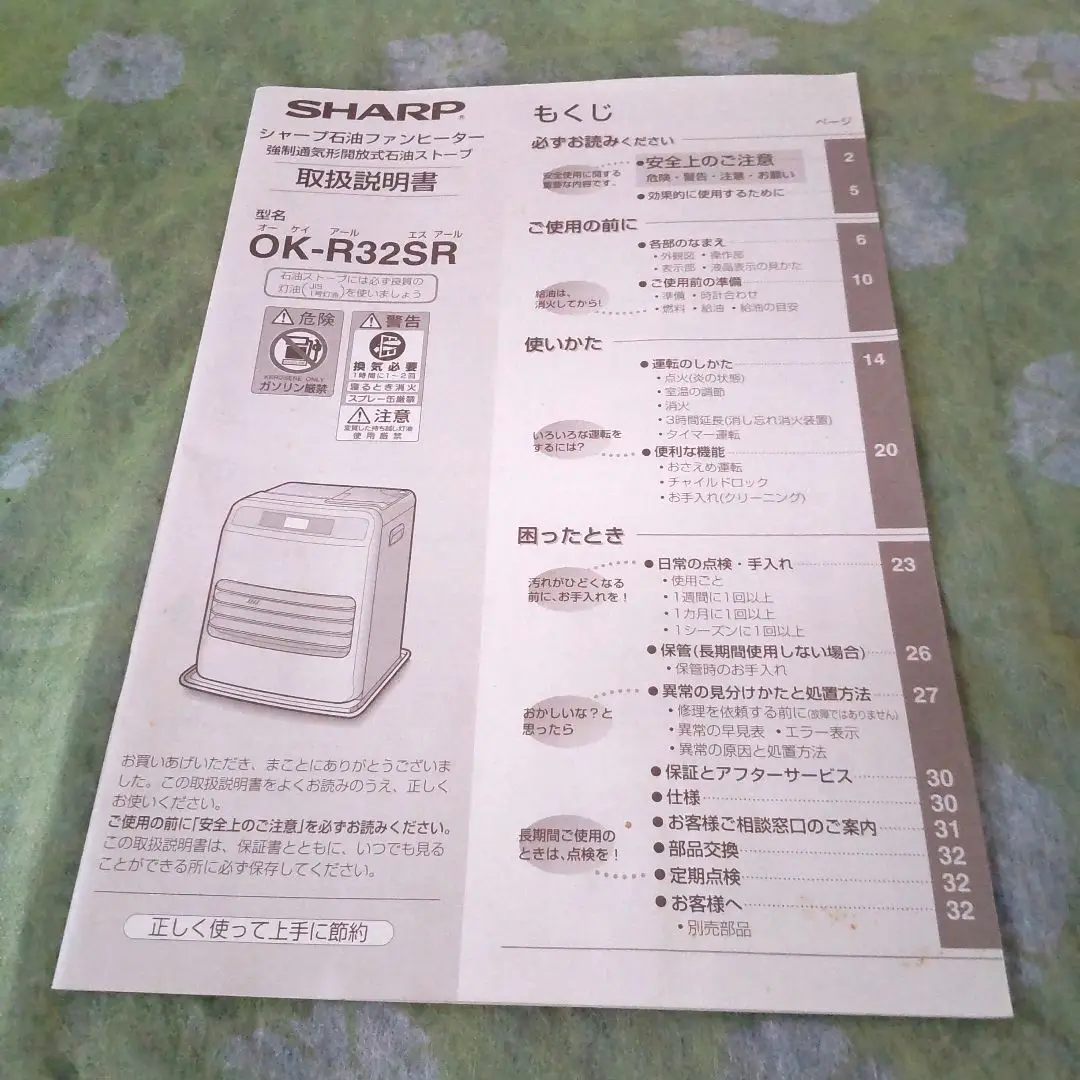 SHARP
シャープ石油ファンヒーター
強制通気形開放式石油ストーブ
取扱説明書
型名
オー ケイ アール エス アール
OK-R32SR
石油ストーブには必ず良質の
灯油(JIS 1号灯油)を使いましょう
危険
KEROSENE ONLY
ガソリン厳禁
警告
換気必要
1時間に1~2回
寝るとき消火
スプレー缶厳禁
注意
変質した持ち越し灯油
使用厳禁
お買いあげいただき、まことにありがとうございま
した。この取扱説明書をよくお読みのうえ、正しく
お使いください。
ご使用の前に「安全上のご注意」を必ずお読みください。
この取扱説明書は、保証書とともに、いつでも見る
ことができる所に必ず保存してください。
正しく使って上手に節約
もくじ
ページ
必ずお読みください
安全使用に関する
重要な内容です。
●安全上のご注意 2
危険・警告・注意・お願い
●効果的に使用するために 5
ご使用の前に
●各部のなまえ 6
・外観図 ・操作部
・表示部 ・液晶表示の見かた
給油は、
消火してから!
●ご使用前の準備 10
・準備 ・時計合わせ
・燃料 ・給油 ・給油の目安
使いかた
●運転のしかた 14
・点火(炎の状態)
・室温の調節
・消火
・3時間延長(消し忘れ消火装置)
・タイマー運転
いろいろな運転を
するには?
●便利な機能 20
・おさえめ運転
・チャイルドロック
・お手入れ(クリーニング)
困ったとき
汚れがひどくなる
前に、お手入れを!
●日常の点検・手入れ 23
・使用ごと
・1週間に1回以上
・1カ月に1回以上
・1シーズンに1回以上
●保管(長期間使用しない場合) 26
・保管時のお手入れ
おかしいな?と
思ったら
●異常の見分けかたと処置方法 27
・修理を依頼する前に(故障ではありません)
・異常の早見表 ・エラー表示
・異常の原因と処置方法
●保証とアフターサービス 30
●仕様 30
●お客様ご相談窓口のご案内 31
長期間ご使用の
ときは、点検を!
●部品交換 32
●定期点検 32
●お客様へ 32
・別売部品